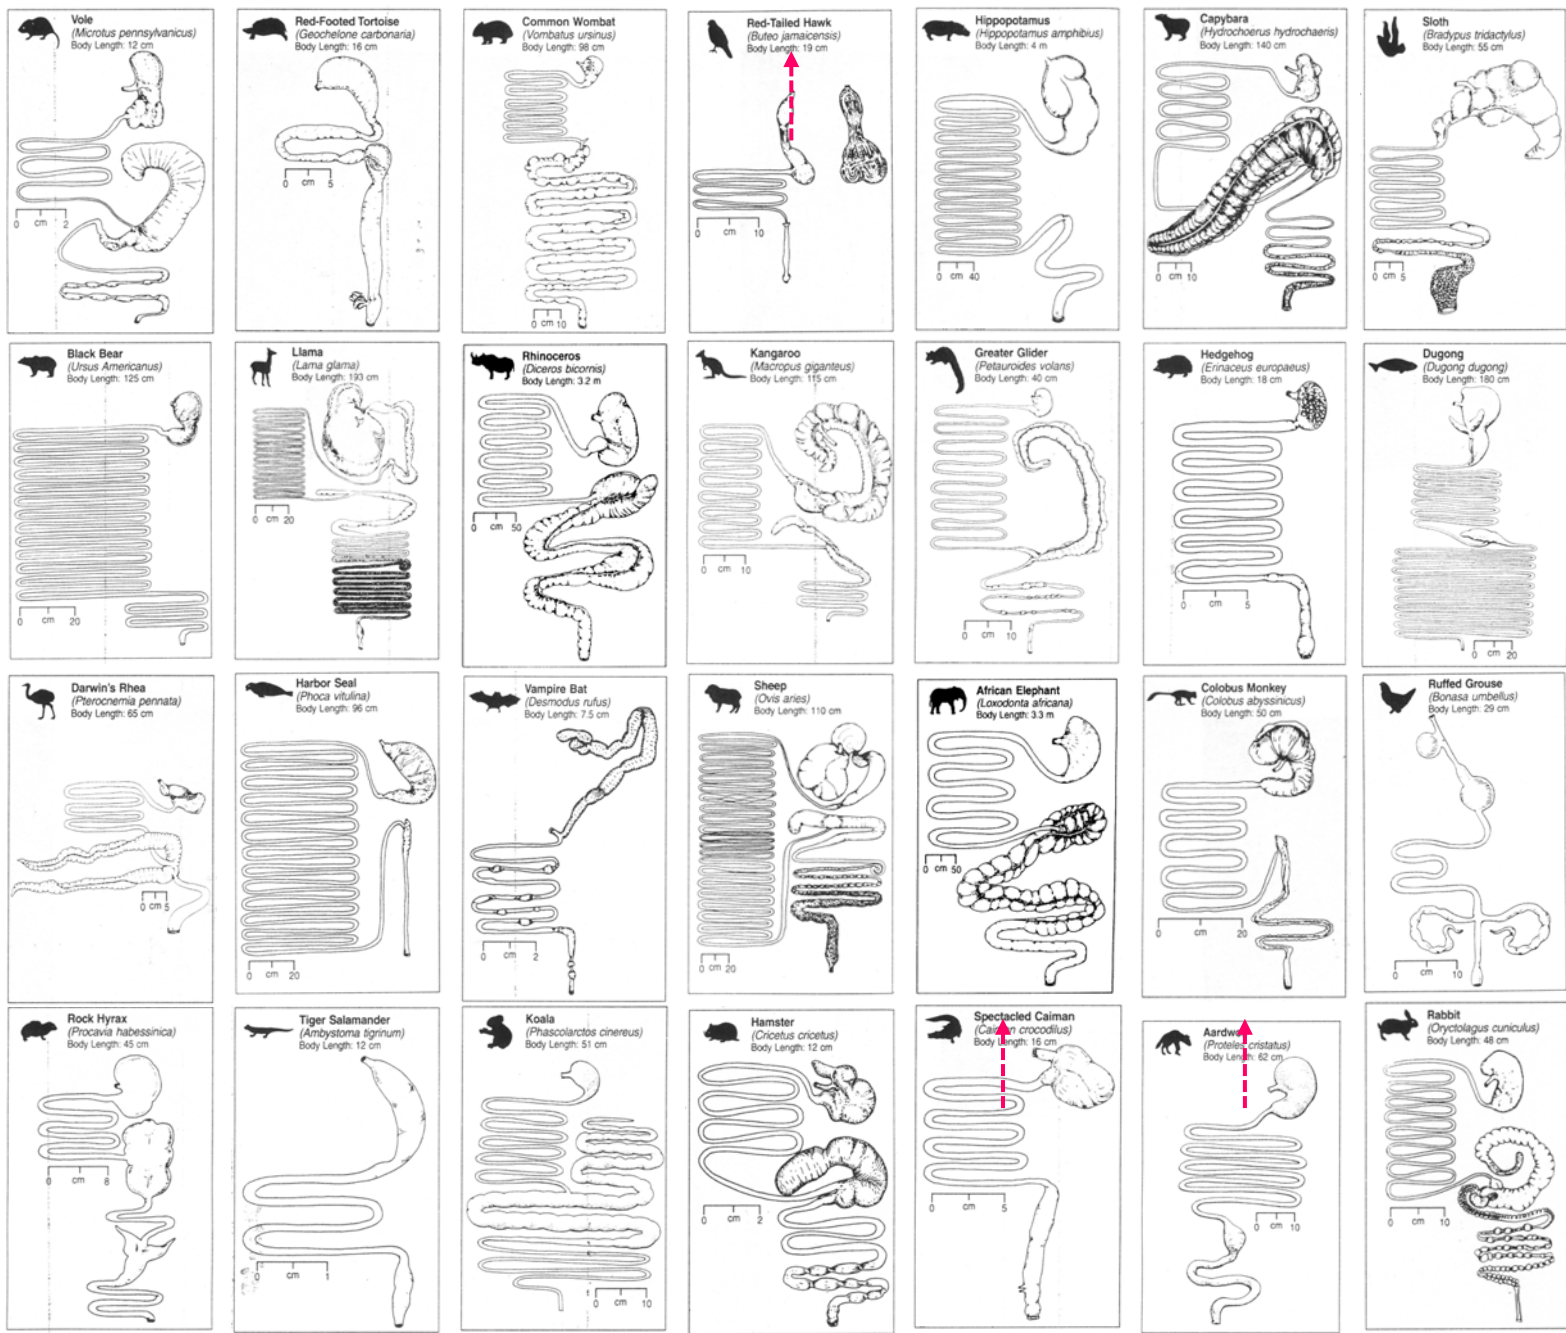 Vole
(Microtus pennsylvanicus)
Body Length: 12 cm
0 cm 2
Red-Footed Tortoise
(Geochelone carbonaria)
Body Length: 16 cm
0 cm 5
Common Wombat
(Vombatus ursinus)
Body Length: 98 cm
0 cm 10
Red-Tailed Hawk
(Buteo jamaicensis)
Body Length: 19 cm
0 cm 10
Hippopotamus
(Hippopotamus amphibius)
Body Length: 4 m
0 cm 40
Capybara
(Hydrochoerus hydrochaeris)
Body Length: 140 cm
0 cm 10
Sloth
(Bradypus tridactylus)
Body Length: 55 cm
0 cm 5
Black Bear
(Ursus Americanus)
Body Length: 125 cm
0 cm 20
Llama
(Lama glama)
Body Length: 193 cm
0 cm 20
Rhinoceros
(Diceros bicornis)
Body Length: 3.2 m
0 cm 50
Kangaroo
(Macropus giganteus)
Body Length: 115 cm
0 cm 10
Greater Glider
(Petauroides volans)
Body Length: 40 cm
0 cm 10
Hedgehog
(Erinaceus europaeus)
Body Length: 18 cm
0 cm 5
Dugong
(Dugong dugong)
Body Length: 180 cm
0 cm 20
Darwin's Rhea
(Pterocnemia pennata)
Body Length: 65 cm
0 cm 5
Harbor Seal
(Phoca vitulina)
Body Length: 96 cm
0 cm 20
Vampire Bat
(Desmodus rufus)
Body Length: 7.5 cm
0 cm 2
Sheep
(Ovis aries)
Body Length: 110 cm
0 cm 20
African Elephant
(Loxodonta africana)
Body Length: 3.3 m
0 cm 50
Colobus Monkey
(Colobus abyssinicus)
Body Length: 50 cm
0 cm 20
Ruffed Grouse
(Bonasa umbellus)
Body Length: 29 cm
0 cm 10
Rock Hyrax
(Procavia habessinica)
Body Length: 45 cm
0 cm 8
Tiger Salamander
(Ambystoma tigrinum)
Body Length: 12 cm
0 cm 1
Koala
(Phascolarctos cinereus)
Body Length: 51 cm
0 cm 10
Hamster
(Cricetus cricetus)
Body Length: 12 cm
0 cm 2
Spectacled Caiman
(Caiman crocodilus)
Body Length: 16 cm
0 cm 5
Aardwolf
(Proteles cristatus)
Body Length: 62 cm
0 cm 10
Rabbit
(Oryctolagus cuniculus)
Body Length: 48 cm
0 cm 10